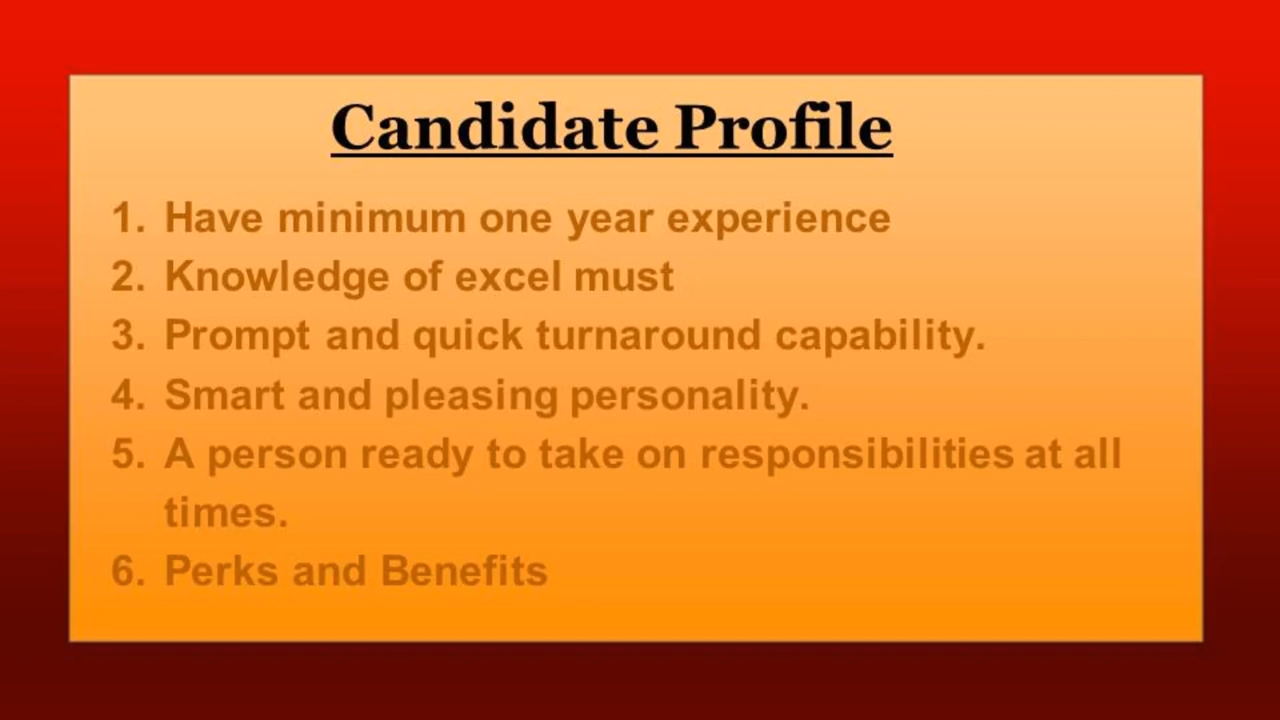 Candidate Profile
1. Have minimum one year experience
2. Knowledge of excel must
3. Prompt and quick turnaround capability.
4. Smart and pleasing personality.
5. A person ready to take on responsibilities at all
times.
6. Perks and Benefits